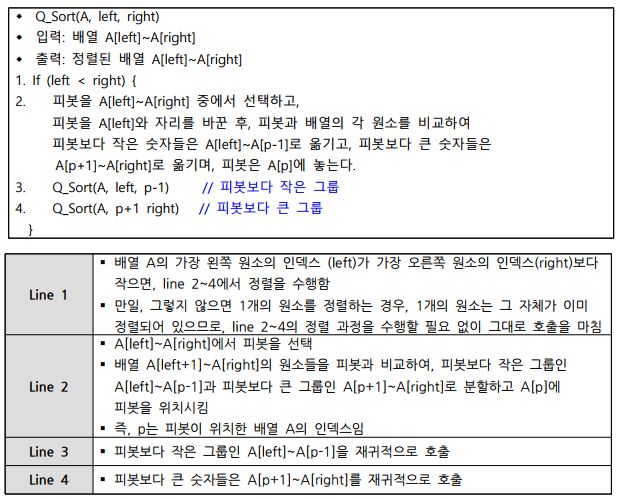 ◆ Q_Sort(A, left, right)
◆ 입력: 배열 A[left]~A[right]
◆ 출력: 정렬된 배열 A[left]~A[right]
1. If (left < right) {
2. 피봇을 A[left]~A[right] 중에서 선택하고,
피봇을 A[left]와 자리를 바꾼 후, 피봇과 배열의 각 원소를 비교하여
피봇보다 작은 숫자들은 A[left]~A[p-1]로 옮기고, 피봇보다 큰 숫자들은
A[p+1]~A[right]로 옮기며, 피봇은 A[p]에 놓는다.
3. Q_Sort(A, left, p-1) // 피봇보다 작은 그룹
4. Q_Sort(A, p+1 right) // 피봇보다 큰 그룹
}
Line 1
▪ 배열 A의 가장 왼쪽 원소의 인덱스 (left)가 가장 오른쪽 원소의 인덱스(right)보다
작으면, line 2~4에서 정렬을 수행함
▪ 만일, 그렇지 않으면 1개의 원소를 정렬하는 경우, 1개의 원소는 그 자체가 이미
정렬되어 있으므로, line 2~4의 정렬 과정을 수행할 필요 없이 그대로 호출을 마침
Line 2
▪ A[left]~A[right]에서 피봇을 선택
▪ 배열 A[left+1]~A[right]의 원소들을 피봇과 비교하여, 피봇보다 작은 그룹인
A[left]~A[p-1]과 피봇보다 큰 그룹인 A[p+1]~A[right]로 분할하고 A[p]에
피봇을 위치시킴
▪ 즉, p는 피봇이 위치한 배열 A의 인덱스임
Line 3
▪ 피봇보다 작은 그룹인 A[left]~A[p-1]을 재귀적으로 호출
Line 4
▪ 피봇보다 큰 숫자들은 A[p+1]~A[right]를 재귀적으로 호출